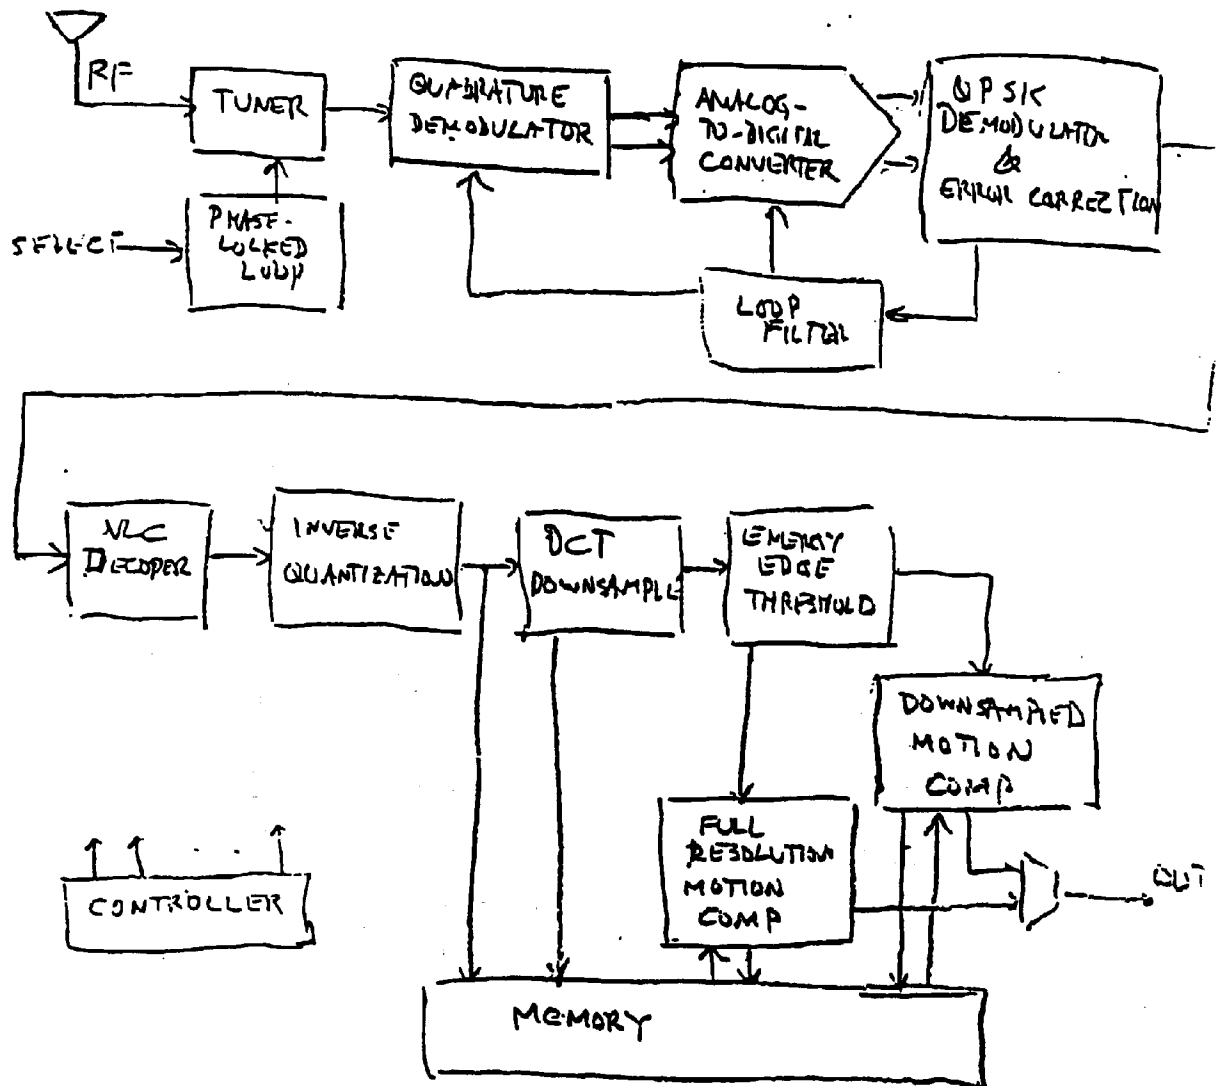 RF
TUNER
QUADRATURE
DEMODULATOR
ANALOG-
TO-DIGITAL
CONVERTER
QPSK
DEMODULATOR
&
ERROR CORRECTION
SELECT
PHASE-
LOCKED
LOOP
LOOP
FILTER
VLC
DECODER
INVERSE
QUANTIZATION
DCT
DOWNSAMPLE
ENERGY
EDGE
THRESHOLD
DOWNSAMPLED
MOTION
COMP
FULL
RESOLUTION
MOTION
COMP
OUT
CONTROLLER
MEMORY